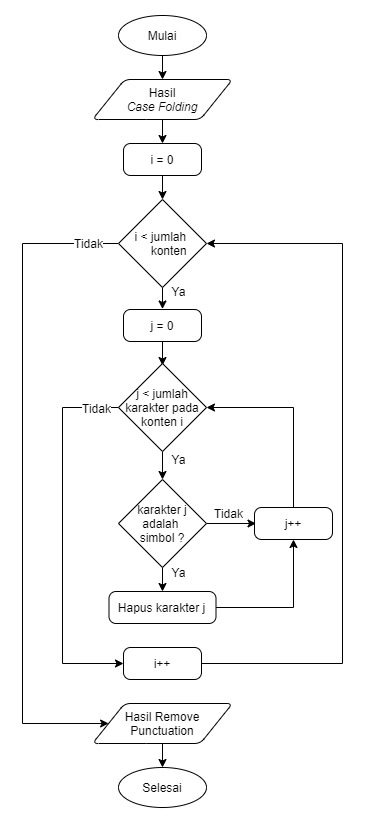 Mulai
Hasil
Case Folding
i = 0
i < jumlah
konten
Tidak
Ya
j = 0
j < jumlah
karakter pada
konten i
Tidak
Ya
karakter j
adalah
simbol ?
Tidak
j++
Ya
Hapus karakter j
i++
Hasil Remove
Punctuation
Selesai